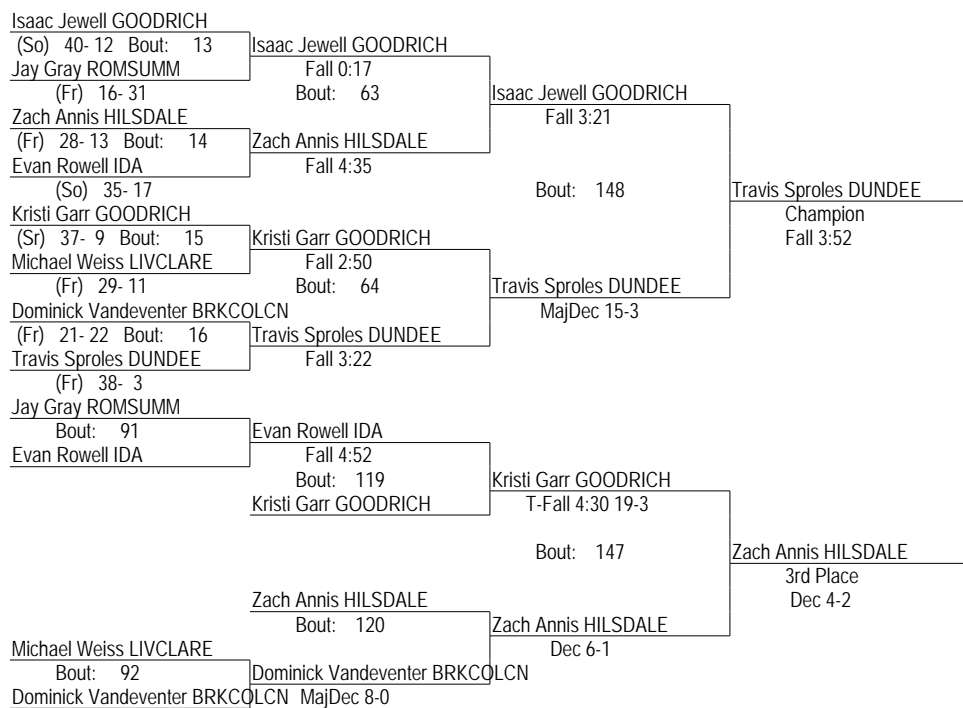 Isaac Jewell GOODRICH
(So) 40- 12 Bout: 13
Isaac Jewell GOODRICH
Jay Gray ROMSUMM
Fall 0:17
(Fr) 16- 31
Bout: 63
Isaac Jewell GOODRICH
Zach Annis HILSDALE
Fall 3:21
(Fr) 28- 13 Bout: 14
Zach Annis HILSDALE
Evan Rowell IDA
Fall 4:35
(So) 35- 17
Bout: 148
Travis Sproles DUNDEE
Kristi Garr GOODRICH
Champion
(Sr) 37- 9 Bout: 15
Kristi Garr GOODRICH
Fall 3:52
Michael Weiss LIVCLARE
Fall 2:50
(Fr) 29- 11
Bout: 64
Travis Sproles DUNDEE
Dominick Vandeventer BRKCOLCN
MajDec 15-3
(Fr) 21- 22 Bout: 16
Travis Sproles DUNDEE
Travis Sproles DUNDEE
Fall 3:22
(Fr) 38- 3
Jay Gray ROMSUMM
Bout: 91
Evan Rowell IDA
Evan Rowell IDA
Fall 4:52
Bout: 119
Kristi Garr GOODRICH
Kristi Garr GOODRICH
T-Fall 4:30 19-3
Bout: 147
Zach Annis HILSDALE
3rd Place
Dec 4-2
Zach Annis HILSDALE
Bout: 120
Zach Annis HILSDALE
Michael Weiss LIVCLARE
Dec 6-1
Bout: 92
Dominick Vandeventer BRKCOLCN
Dominick Vandeventer BRKCOLCN MajDec 8-0